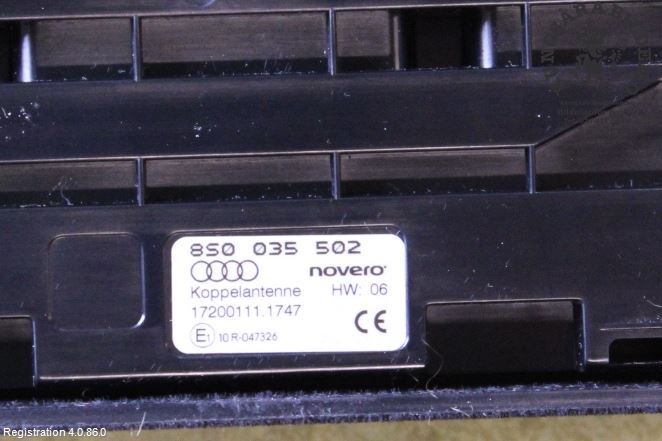 8S0 035 502
novero
Koppelantenne HW: 06
17200111.1747
CE
E1 10 R-047326
Registration 4.0.86.0